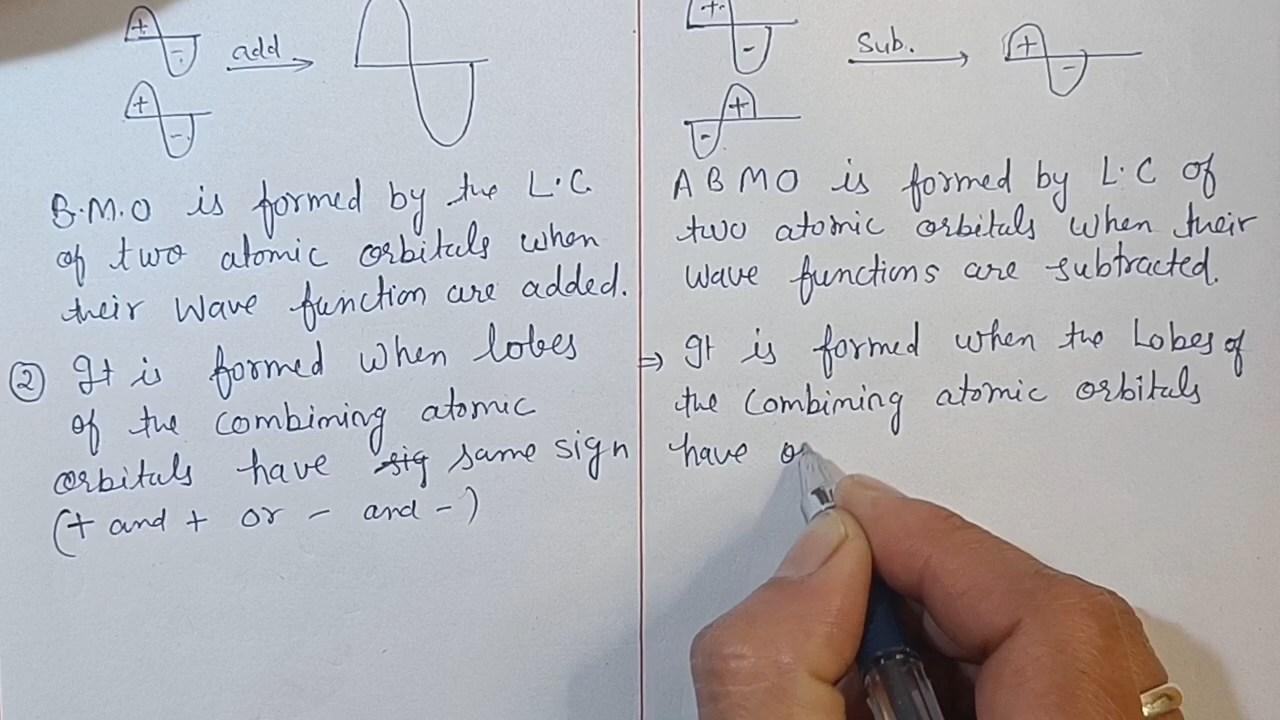 +
-
add
+
-
B.M.O is formed by the L.C.
of two atomic orbitals when
their wave function are added.
② It is formed when lobes
of the combining atomic
orbitals have sig same sign
(+ and + or - and -)
+
-
Sub.
+
-
+
-
ABMO is formed by L.C of
two atomic orbitals when their
wave functions are subtracted.
⇒ It is formed when the Lobes of
the combining atomic orbitals
have